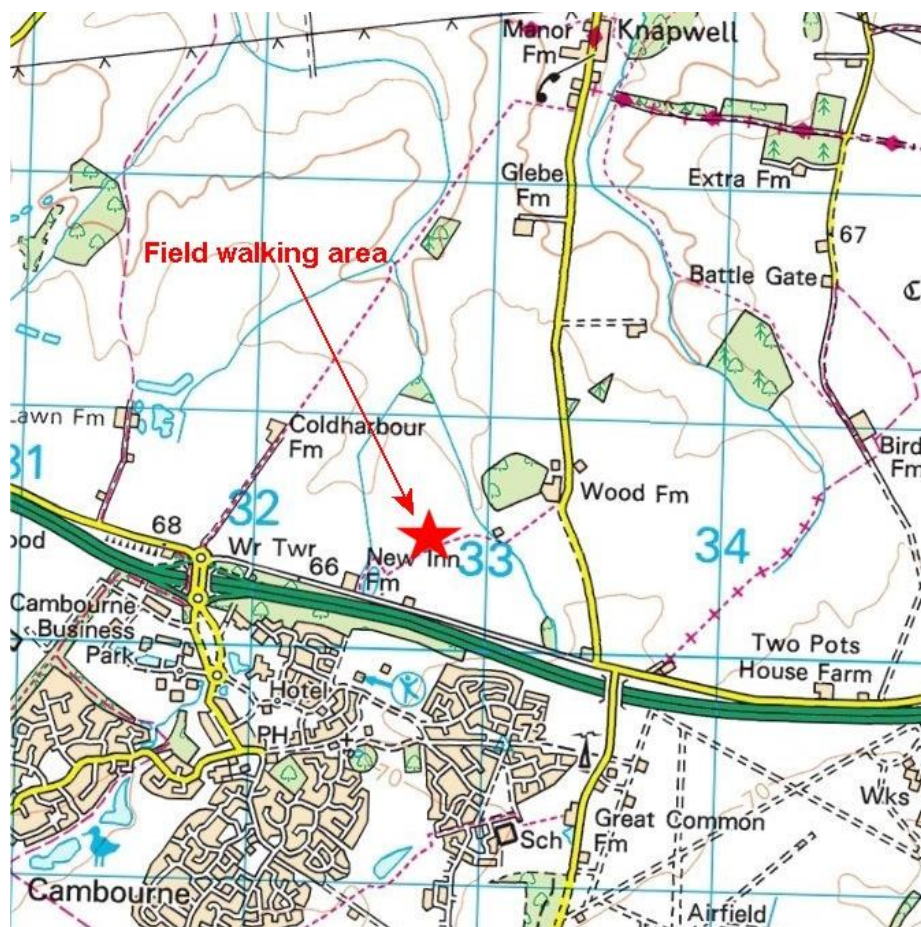 Manor
Fm
Knapwell
Glebe
Fm
Extra Fm
67
Field walking area
Battle Gate
Lawn Fm
Coldharbour
Fm
Bird
Fm
31
32
33
34
Wood Fm
68
Wr Twr
66
New Inn
Fm
Cambourne
Business
Park
Two Pots
House Farm
Hotel
PH
70
70
Wks
Great Common
Fm
Sch
Cambourne
Airfield